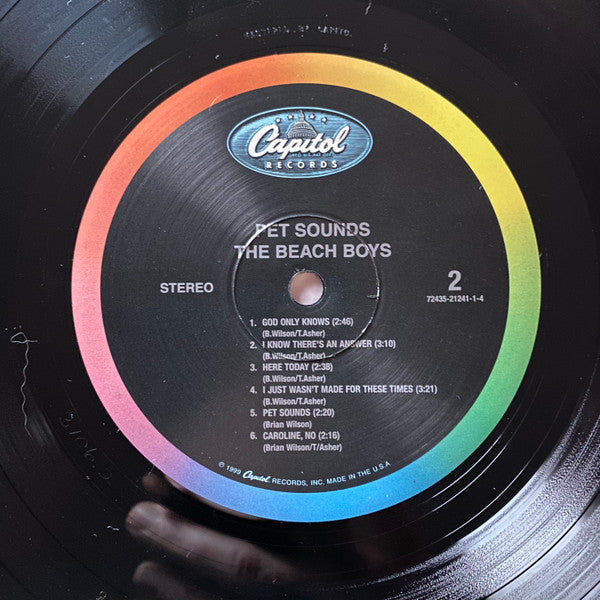 MASTERED BY CAPITOL
Capitol
RECORDS
PET SOUNDS
THE BEACH BOYS
STEREO
2
72435-21241-1-4
1. GOD ONLY KNOWS (2:46)
(B.Wilson/T.Asher)
2. I KNOW THERE'S AN ANSWER (3:10)
(B.Wilson/T.Asher)
3. HERE TODAY (2:38)
(B.Wilson/T.Asher)
4. I JUST WASN'T MADE FOR THESE TIMES (3:21)
(B.Wilson/T.Asher)
5. PET SOUNDS (2:20)
(Brian Wilson)
6. CAROLINE, NO (2:16)
(Brian Wilson/T/Asher)
© 1999 Capitol RECORDS, INC. MADE IN THE U.S.A